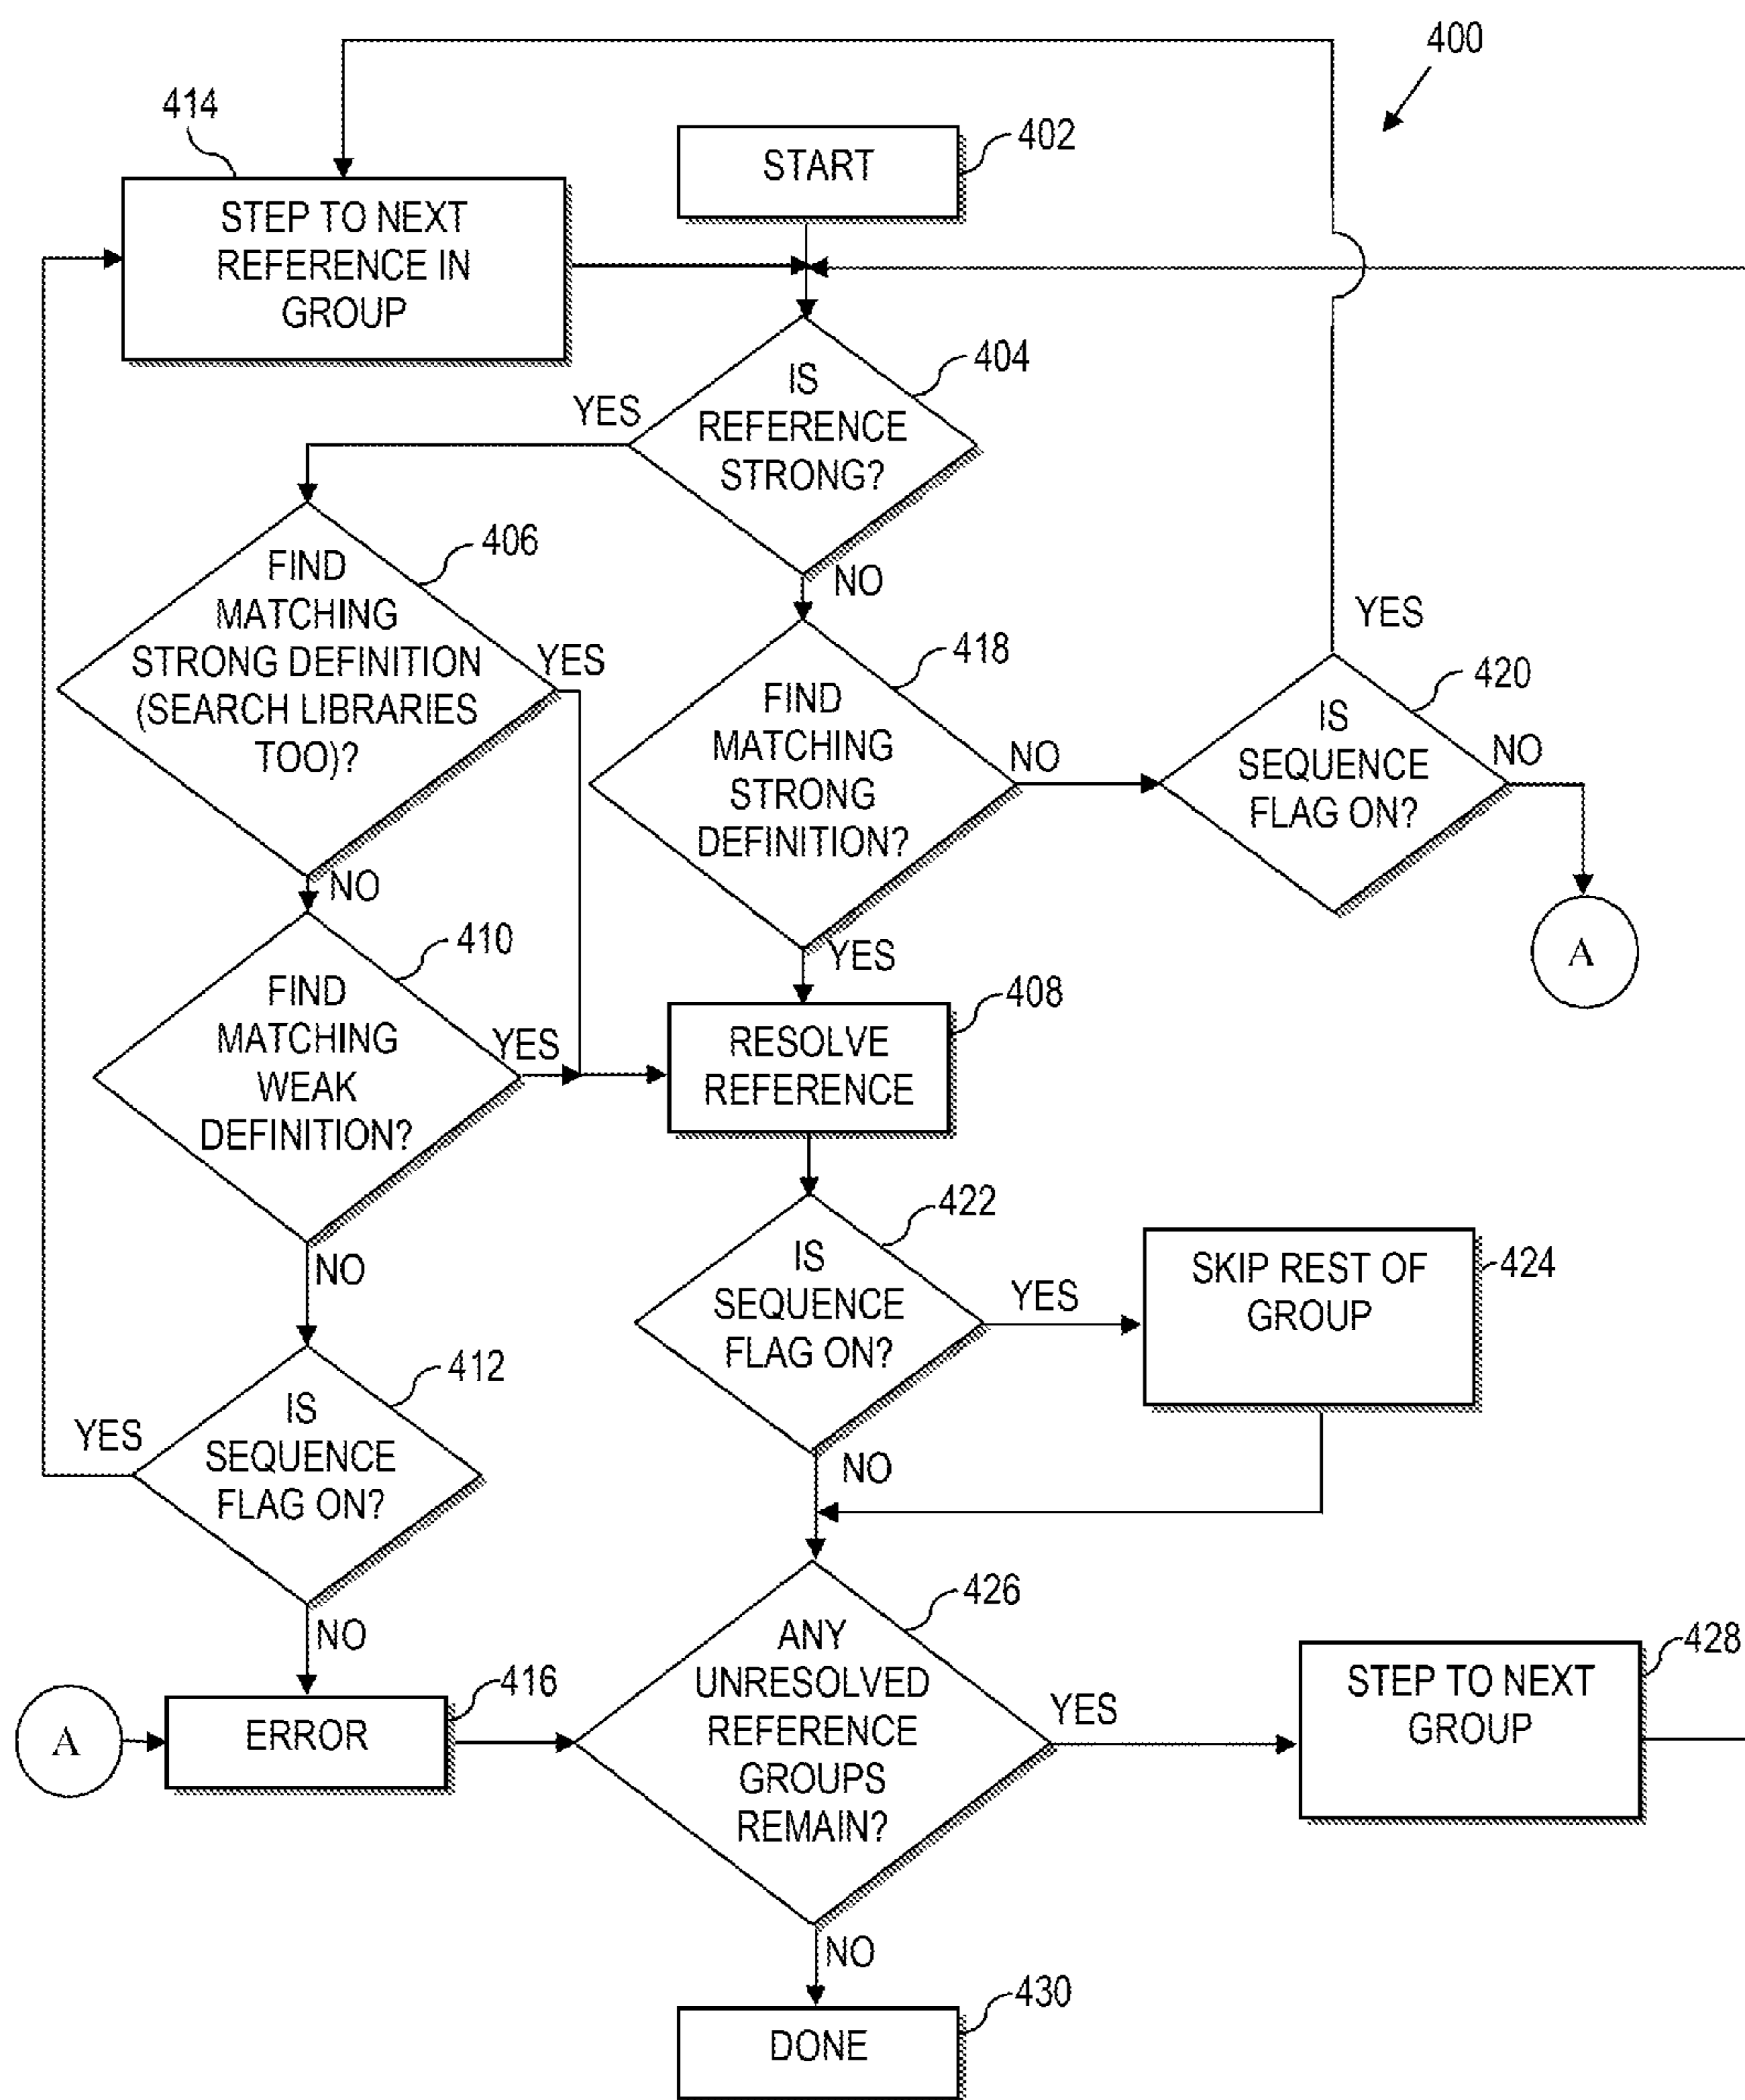 400
414
STEP TO NEXT
REFERENCE IN
GROUP
402
START
404
IS
REFERENCE
STRONG?
YES
NO
406
FIND
MATCHING
STRONG DEFINITION
(SEARCH LIBRARIES
TOO)?
YES
NO
418
FIND
MATCHING
STRONG
DEFINITION?
NO
YES
420
IS
SEQUENCE
FLAG ON?
YES
NO
A
410
FIND
MATCHING
WEAK
DEFINITION?
YES
NO
408
RESOLVE
REFERENCE
422
IS
SEQUENCE
FLAG ON?
YES
NO
424
SKIP REST OF
GROUP
412
IS
SEQUENCE
FLAG ON?
YES
NO
A
416
ERROR
426
ANY
UNRESOLVED
REFERENCE
GROUPS
REMAIN?
YES
NO
428
STEP TO NEXT
GROUP
430
DONE